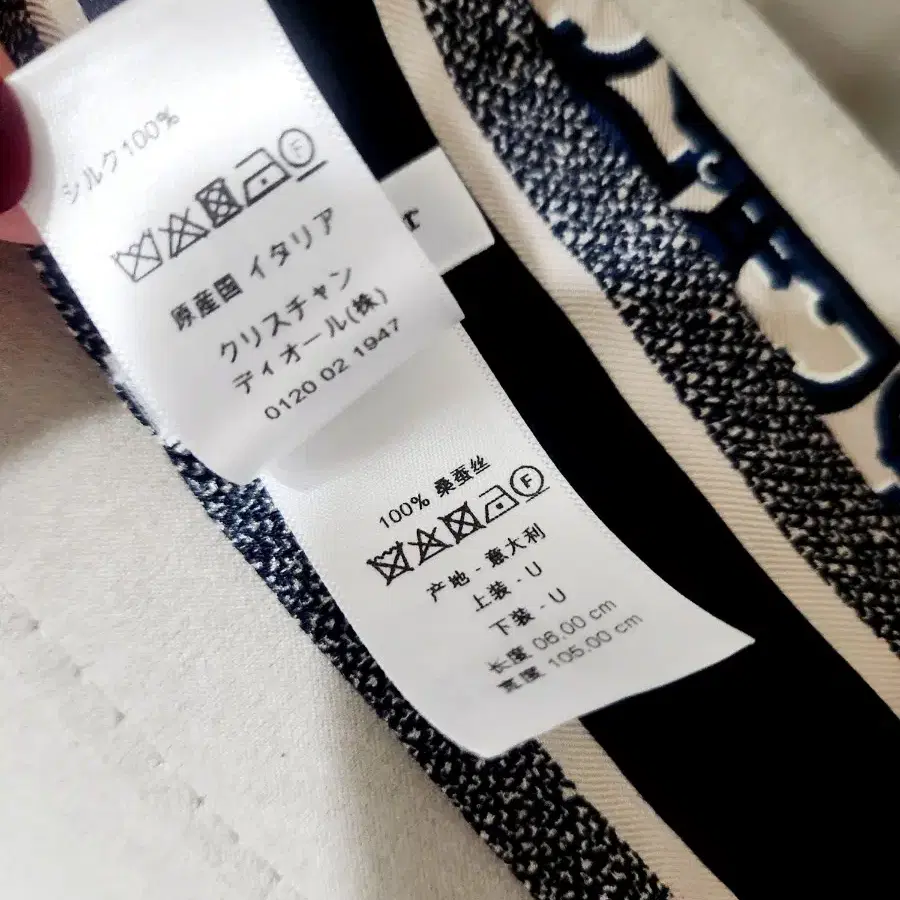 シルク100%
F
原産国 イタリア
クリスチャン
ディオール(株)
0120 02 1947
100% 桑蚕丝
F
产地 - 意大利
上装 - U
下装 - U
长度 06.00 cm
宽度 105.00 cm